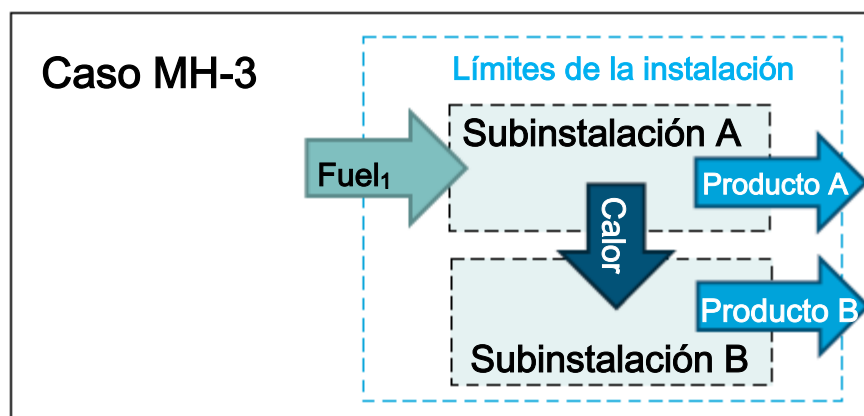 Caso MH-3
Límites de la instalación
Subinstalación A
Fuel₁
Producto A
Calor
Producto B
Subinstalación B